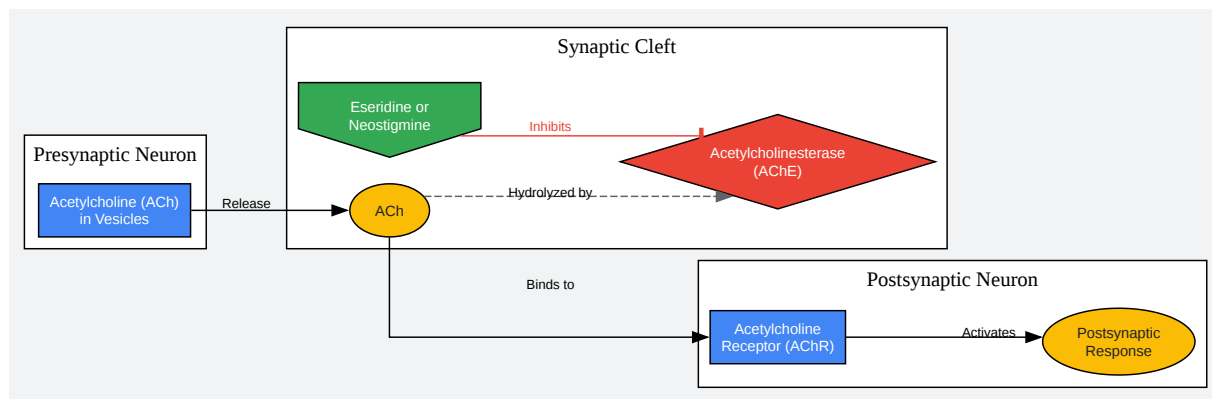 Synaptic Cleft
Eseridine or
Neostigmine
Inhibits
Acetylcholinesterase
(AChE)
Presynaptic Neuron
Acetylcholine (ACh)
in Vesicles
Release
ACh
Hydrolyzed by
Binds to
Postsynaptic Neuron
Acetylcholine
Receptor (AChR)
Activates
Postsynaptic
Response